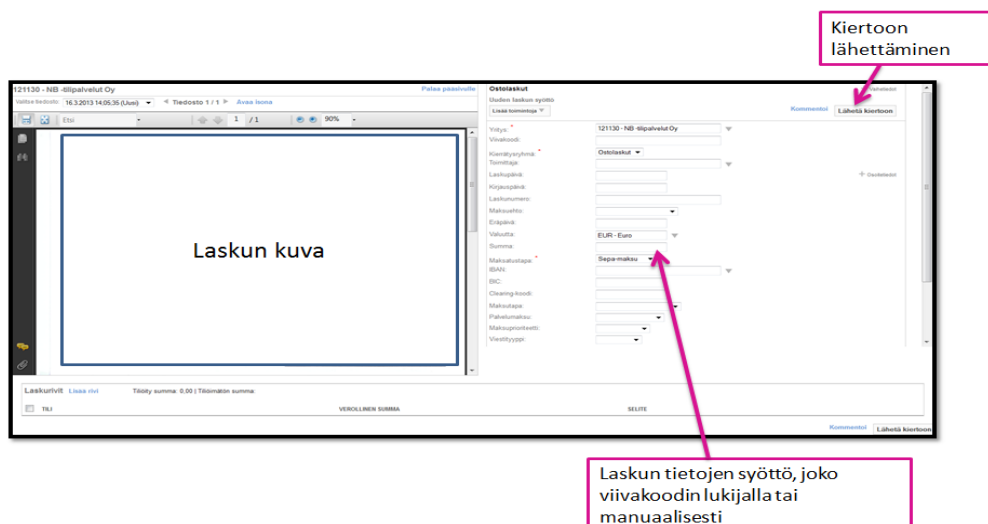 Kiertoon
lähettäminen
121130 - NB -tilipalvelut Oy
Palaa pääsivulle
Valitse tiedosto 16.3.2013 14:05:35 (Uusi) Tiedosto 1 / 1 Avaa isona
Etsi 1 / 1 90%
Laskun kuva
Ostolaskut
Uuden laskun syöttö
Lisää toimintoja
Kommentoi Lähetä kiertoon
Yritys: * 121130 - NB -tilipalvelut Oy
Viivakoodi:
Kierrätysryhmä: * Ostolaskut
Toimittaja:
Laskupäivä:
Kirjauspäivä:
Laskunumero:
Maksuehto:
Eräpäivä:
Valuutta: EUR - Euro
Summa:
Maksatustapa: * Sepa-maksu
IBAN:
BIC:
Clearing-koodi:
Maksutapa:
Palvelumaksu:
Maksuprioriteetti:
Viestityyppi:
Laskurivit Lisää rivi Tiliöity summa: 0,00 | Tiliöimätön summa:
TILI VEROLLINEN SUMMA SELITE
Kommentoi Lähetä kiertoon
Laskun tietojen syöttö, joko
viivakoodin lukijalla tai
manuaalisesti